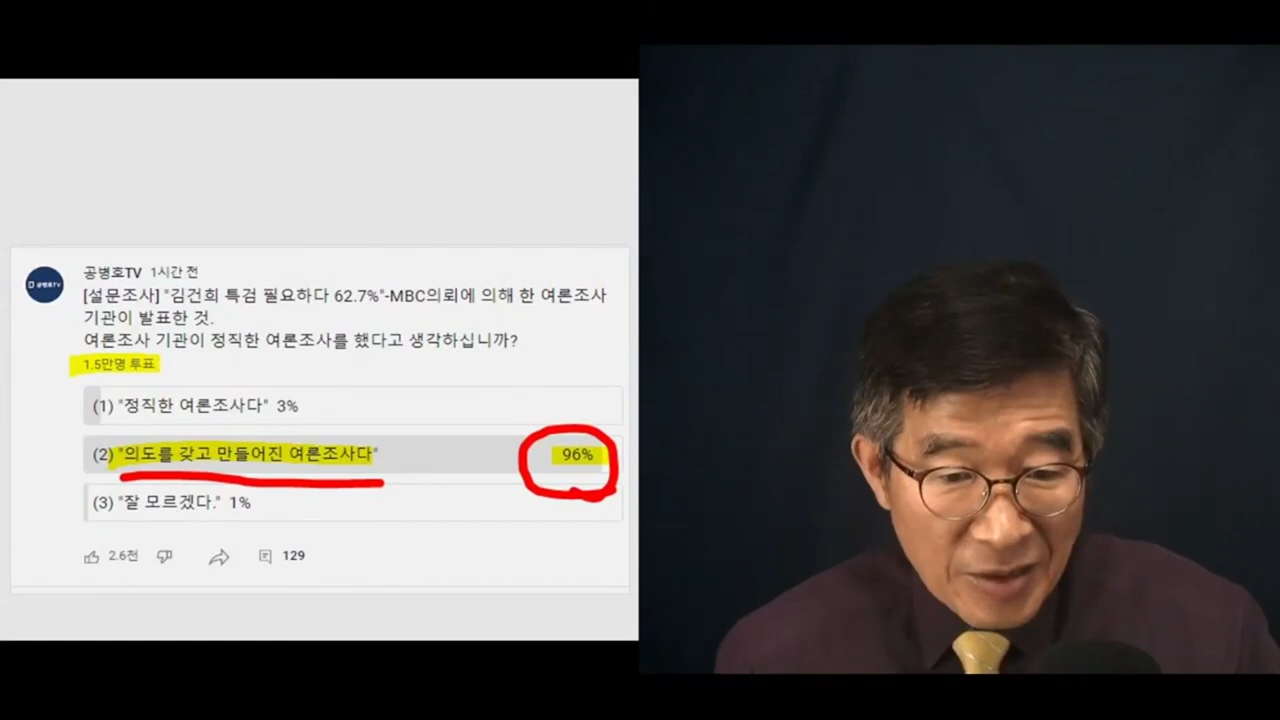 공병호TV 1시간 전
[설문조사] "김건희 특검 필요하다 62.7%"-MBC의뢰에 의해 한 여론조사
기관이 발표한 것.
여론조사 기관이 정직한 여론조사를 했다고 생각하십니까?
1.5만명 투표
(1) "정직한 여론조사다" 3%
(2) "의도를 갖고 만들어진 여론조사다" 96%
(3) "잘 모르겠다." 1%
2.6천 129
공병호TV